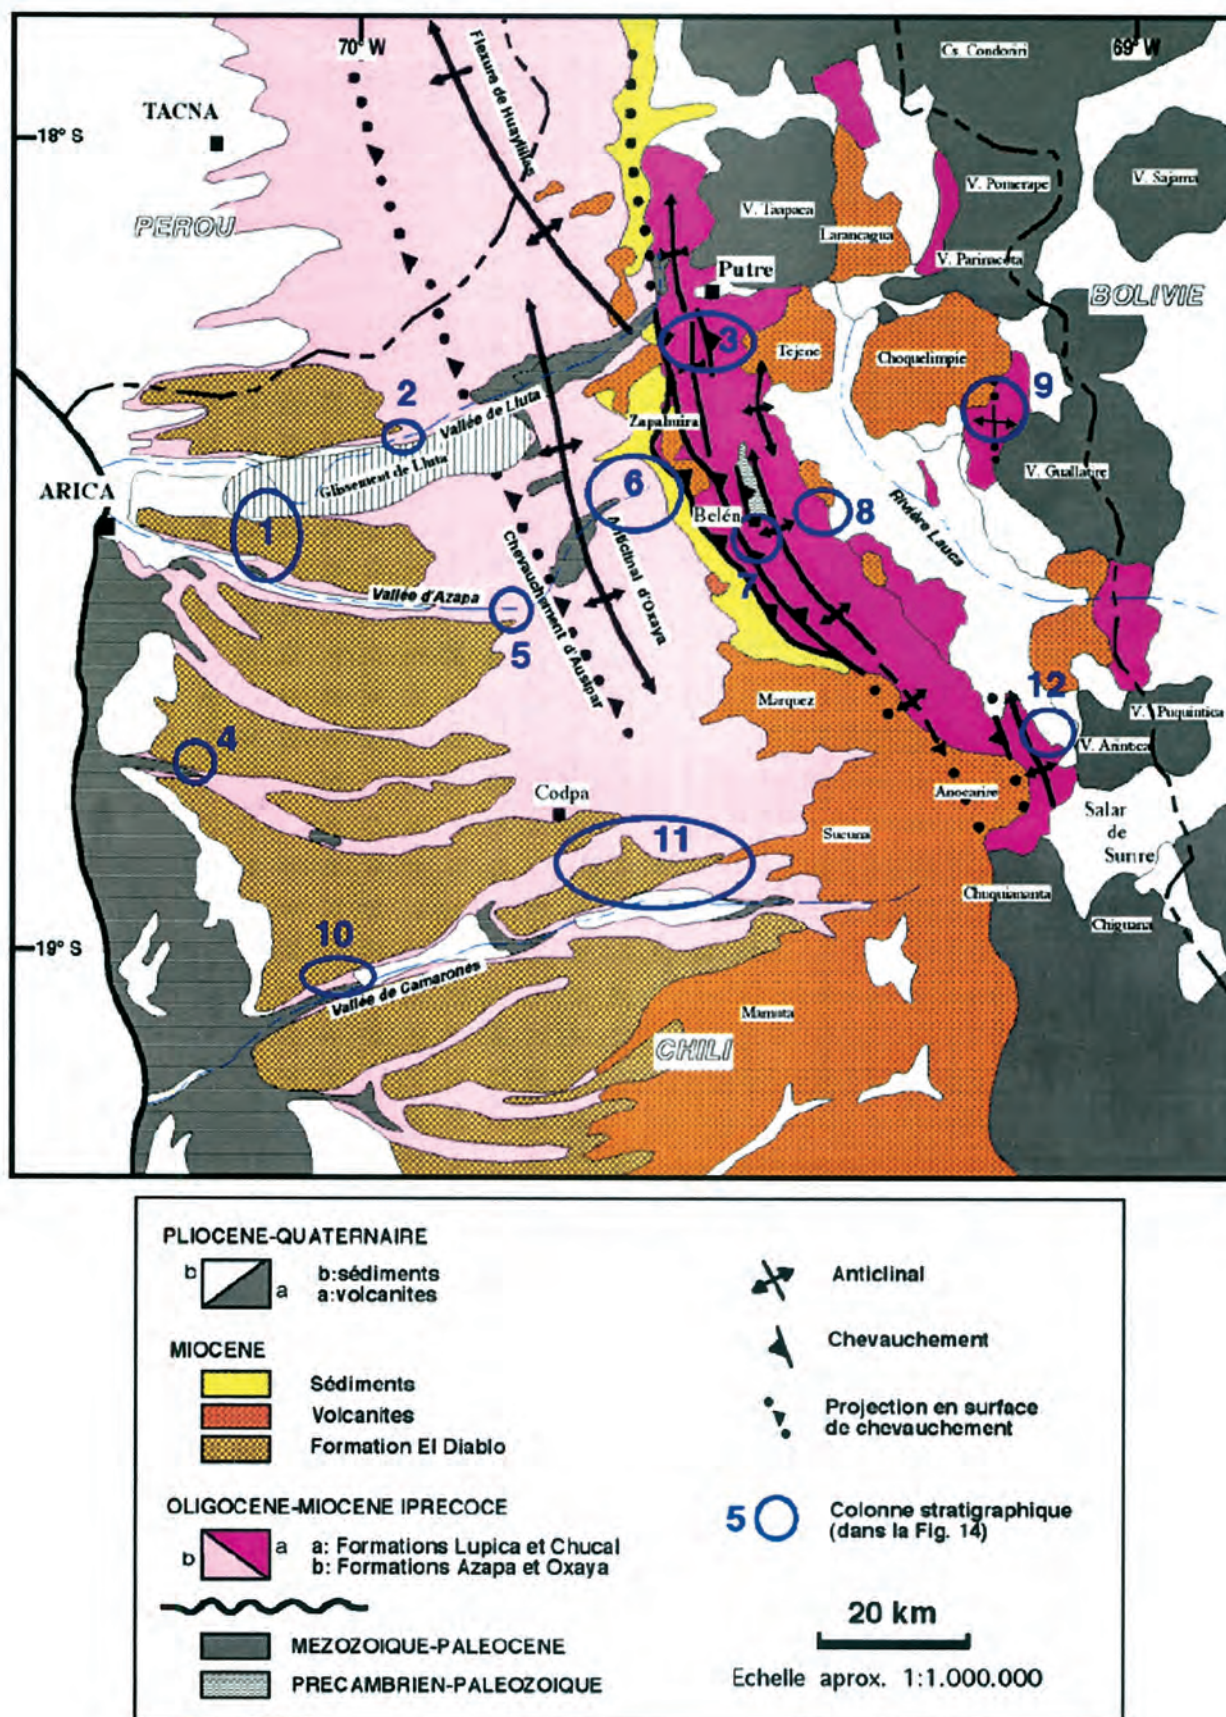 70° W
69° W
Cs. Condoriri
Flexure de Huaylillas
TACNA
18° S
V. Pomerape
V. Sajama
V. Taapaca
PEROU
Larancagua
V. Parinacota
Putre
BOLIVIE
3
Tejene
Choquelimpie
9
2
Vallée de Lluta
Zapahuira
Glissement de Lluta
V. Guallatire
ARICA
6
1
Belén
8
Rivière Lauca
Chevauchement d'Ausipar
Anticlinal d'Oxaya
7
Vallée d'Azapa
5
Marquez
12
V. Puquintica
4
V. Arintica
Codpa
Anocarire
Salar
de
Surire
11
Sucuna
Chuquiananta
Chiguana
19° S
10
Vallée de Camarones
Mamuta
CHILI
PLIOCENE-QUATERNAIRE
b
a
b:sédiments
a:volcanites
Anticlinal
MIOCENE
Chevauchement
Sédiments
Volcanites
Formation El Diablo
Projection en surface
de chevauchement
OLIGOCENE-MIOCENE IPRECOCE
b
a
a: Formations Lupica et Chucal
b: Formations Azapa et Oxaya
5
Colonne stratigraphique
(dans la Fig. 14)
20 km
MEZOZOIQUE-PALEOCENE
PRECAMBRIEN-PALEOZOIQUE
Echelle aprox. 1:1.000.000